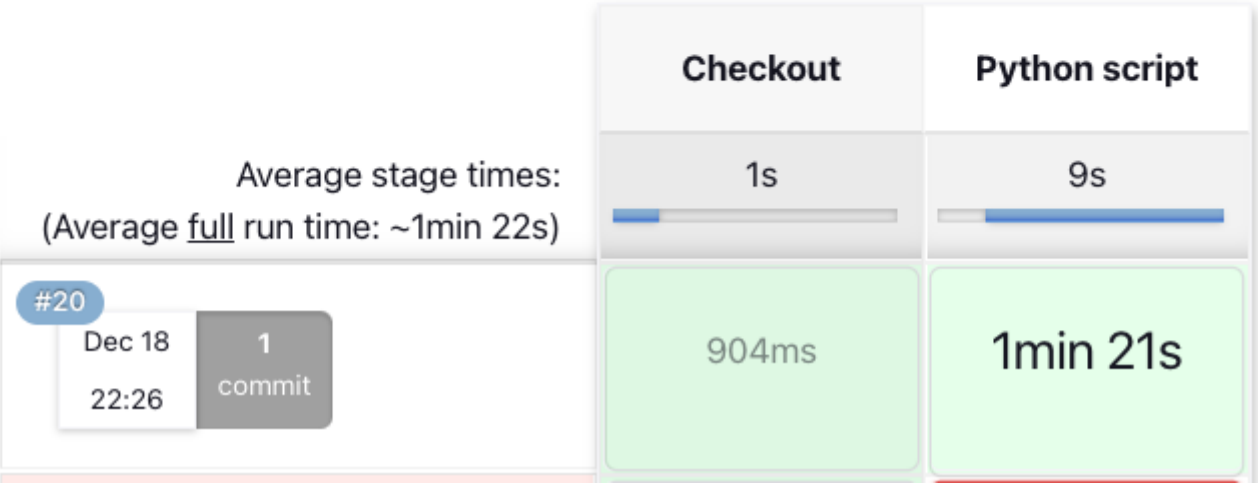 Checkout
Python script
Average stage times:
1s
9s
(Average full run time: ~1min 22s)
#20
Dec 18
1
22:26
commit
904ms
1min 21s